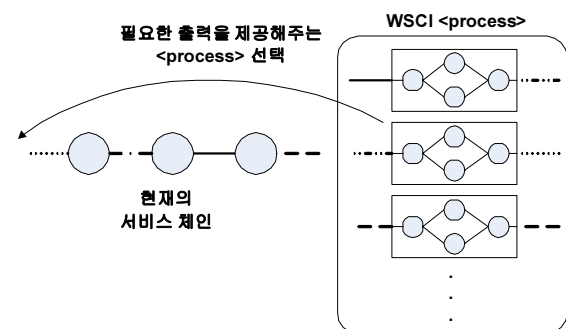 필요한 출력을 제공해주는
<process> 선택
WSCI <process>
현재의
서비스 체인